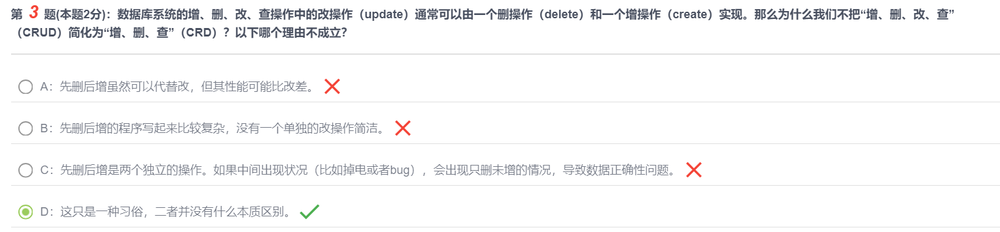 第 3 题(本题2分)：数据库系统的增、删、改、查操作中的改操作（update）通常可以由一个删操作（delete）和一个增操作（create）实现。那么为什么我们不把“增、删、改、查”
（CRUD）简化为“增、删、查”（CRD）？以下哪个理由不成立？
A：先删后增虽然可以代替改，但其性能可能比改差。
B：先删后增的程序写起来比较复杂，没有一个单独的改操作简洁。
C：先删后增是两个独立的操作。如果中间出现状况（比如掉电或者bug），会出现只删未增的情况，导致数据正确性问题。
D：这只是一种习俗，二者并没有什么本质区别。